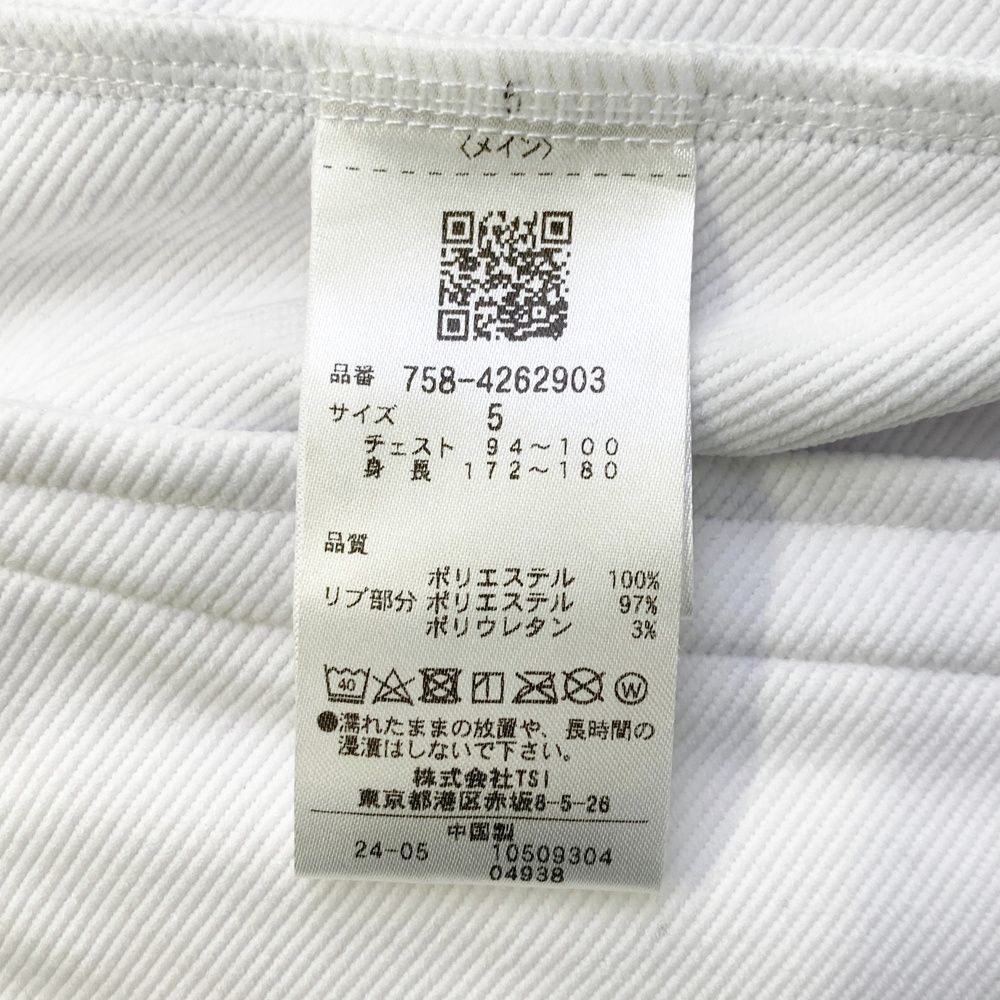 5
〈メイン〉
品番 758-4262903
サイズ 5
チェスト 94～100
身長 172～180
品質
ポリエステル 100%
リブ部分 ポリエステル 97%
ポリウレタン 3%
40 W
●濡れたままの放置や、長時間の
浸漬はしないで下さい。
株式会社TSI
東京都港区赤坂8-5-26
中国製
24-05 10509304
04938